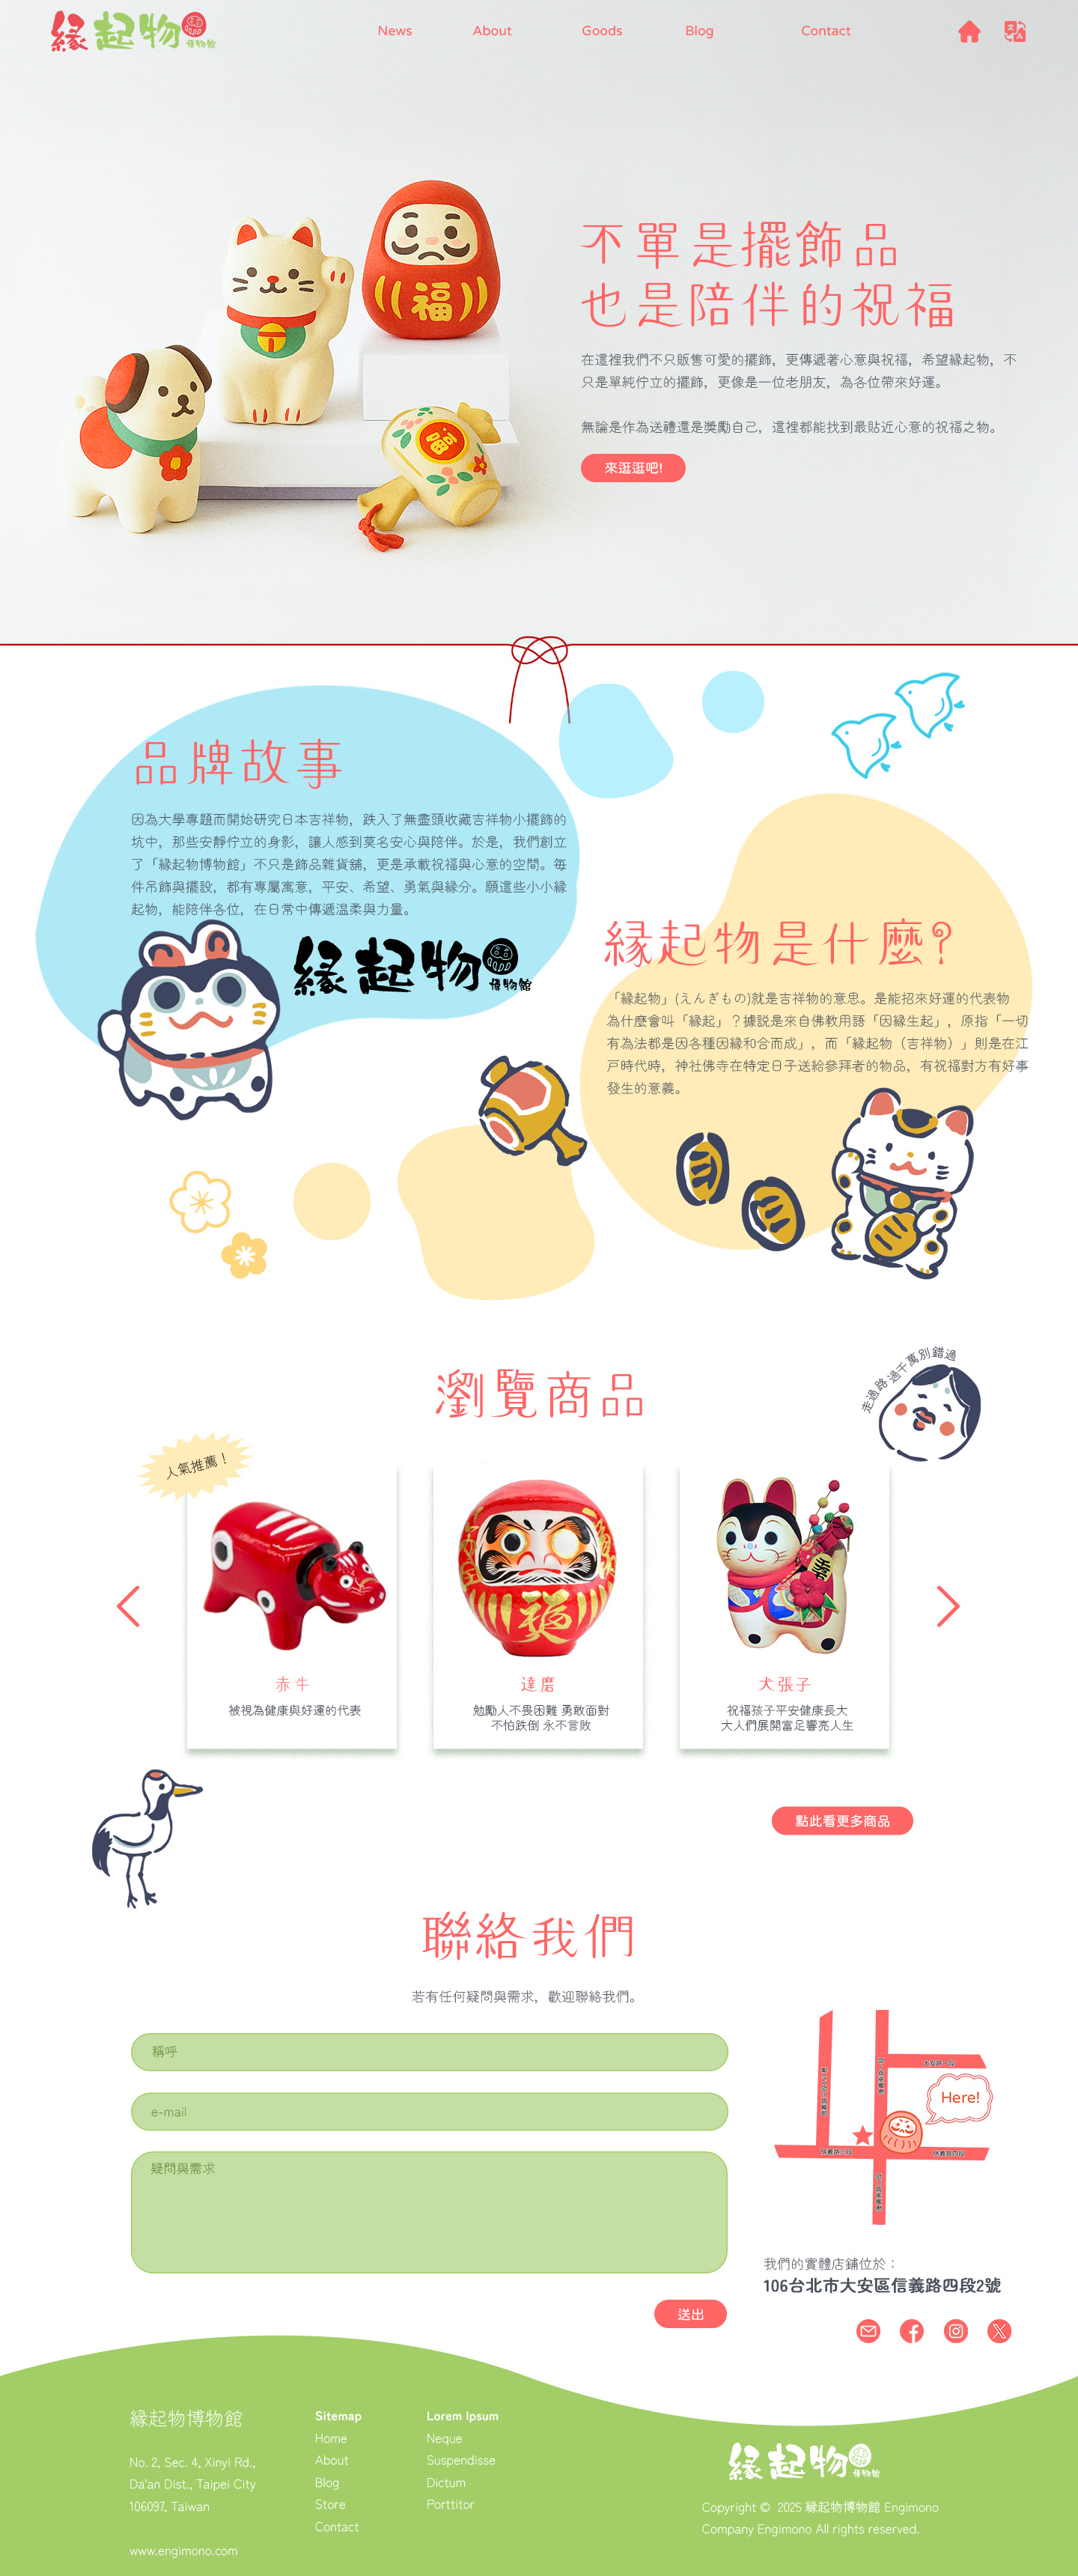 縁起物博物館
News About Goods Blog Contact
不單是擺飾品
也是陪伴的祝福
在這裡我們不只販售可愛的擺飾，更傳遞著心意與祝福，希望緣起物，不
只是單純佇立的擺飾，更像是一位老朋友，為各位帶來好運。
無論是作為送禮還是獎勵自己，這裡都能找到最貼近心意的祝福之物。
來逛逛吧!
福
品牌故事
因為大學專題而開始研究日本吉祥物，跌入了無盡頭收藏吉祥物小擺飾的
坑中，那些安靜佇立的身影，讓人感到莫名安心與陪伴。於是，我們創立
了「緣起物博物館」不只是飾品雜貨舖，更是承載祝福與心意的空間。每
件吊飾與擺設，都有專屬寓意，平安、希望、勇氣與緣分。願這些小小緣
起物，能陪伴各位，在日常中傳遞溫柔與力量。
縁起物博物館
緣起物是什麼?
「緣起物」(えんぎもの)就是吉祥物的意思。是能招來好運的代表物
為什麼會叫「緣起」？據說是來自佛教用語「因緣生起」，原指「一切
有為法都是因各種因緣和合而成」，而「緣起物（吉祥物）」則是在江
戶時代時，神社佛寺在特定日子送給參拜者的物品，有祝福對方有好事
發生的意義。
瀏覽商品
走過路過千萬別錯過
人氣推薦！
赤牛
被視為健康與好運的代表
達磨
勉勵人不畏困難 勇敢面對
不怕跌倒 永不言敗
犬張子
祝福孩子平安健康長大
大人們展開富足響亮人生
點此看更多商品
聯絡我們
若有任何疑問與需求，歡迎聯絡我們。
稱呼
e-mail
疑問與需求
送出
Here!
信義路三段
信義路四段
我們的實體店鋪位於：
106台北市大安區信義路四段2號
緣起物博物館
No. 2, Sec. 4, Xinyi Rd.,
Da'an Dist., Taipei City
106097, Taiwan
www.engimono.com
Sitemap
Home
About
Blog
Store
Contact
Lorem Ipsum
Neque
Suspendisse
Dictum
Porttitor
縁起物博物館
Copyright © 2025 緣起物博物館 Engimono
Company Engimono All rights reserved.